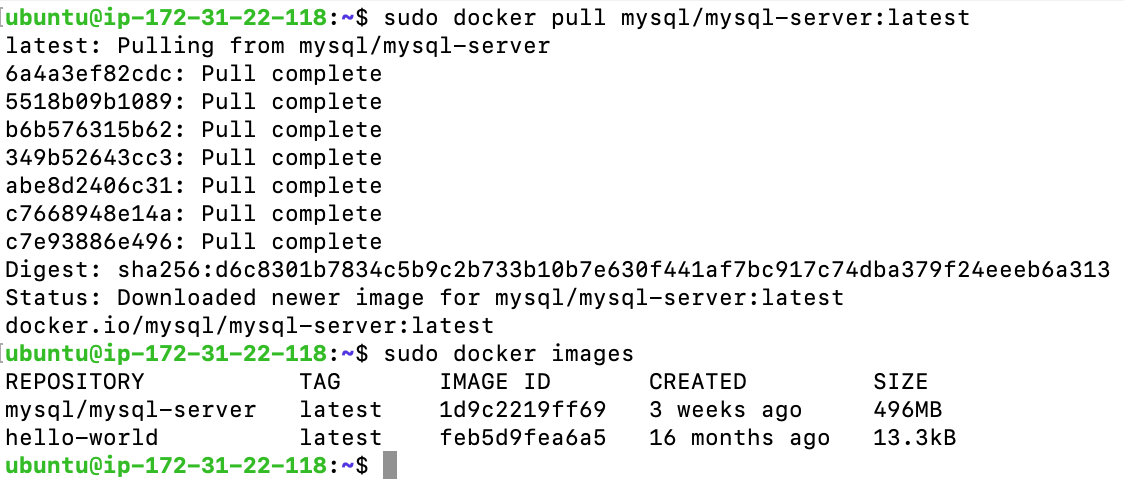 [ubuntu@ip-172-31-22-118:~$ sudo docker pull mysql/mysql-server:latest
latest: Pulling from mysql/mysql-server
6a4a3ef82cdc: Pull complete
5518b09b1089: Pull complete
b6b576315b62: Pull complete
349b52643cc3: Pull complete
abe8d2406c31: Pull complete
c7668948e14a: Pull complete
c7e93886e496: Pull complete
Digest: sha256:d6c8301b7834c5b9c2b733b10b7e630f441af7bc917c74dba379f24eeeb6a313
Status: Downloaded newer image for mysql/mysql-server:latest
docker.io/mysql/mysql-server:latest
[ubuntu@ip-172-31-22-118:~$ sudo docker images
REPOSITORY           TAG       IMAGE ID       CREATED         SIZE
mysql/mysql-server   latest    1d9c2219ff69   3 weeks ago     496MB
hello-world          latest    feb5d9fea6a5   16 months ago   13.3kB
ubuntu@ip-172-31-22-118:~$